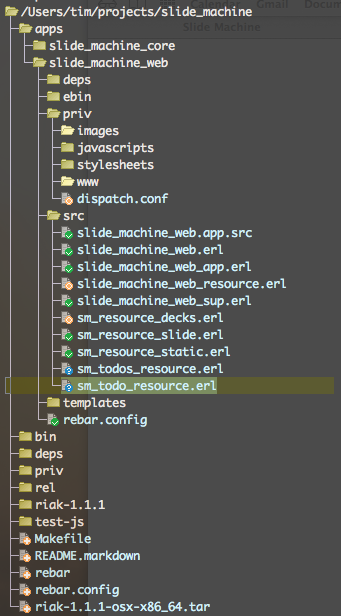 /Users/tim/projects/slide_machine
apps
slide_machine_core
slide_machine_web
deps
ebin
priv
images
javascripts
stylesheets
www
dispatch.conf
src
slide_machine_web.app.src
slide_machine_web.erl
slide_machine_web_app.erl
slide_machine_web_resource.erl
slide_machine_web_sup.erl
sm_resource_decks.erl
sm_resource_slide.erl
sm_resource_static.erl
sm_todos_resource.erl
sm_todo_resource.erl
templates
rebar.config
bin
deps
priv
rel
riak-1.1.1
test-js
Makefile
README.markdown
rebar
rebar.config
riak-1.1.1-osx-x86_64.tar
Calendar Gmail Docum
Slide Machine